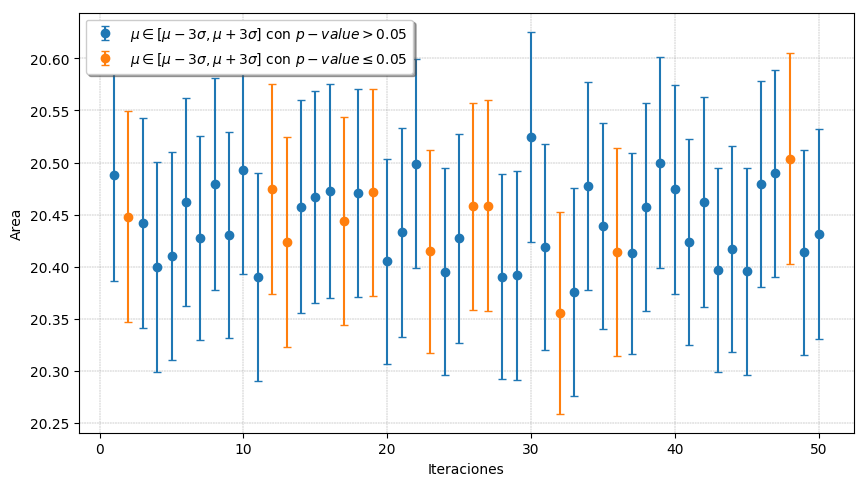 μ ∈ [μ − 3σ, μ + 3σ] con p − value > 0.05
μ ∈ [μ − 3σ, μ + 3σ] con p − value ≤ 0.05
20.60
20.55
20.50
20.45
20.40
20.35
20.30
20.25
Area
0 10 20 30 40 50
Iteraciones